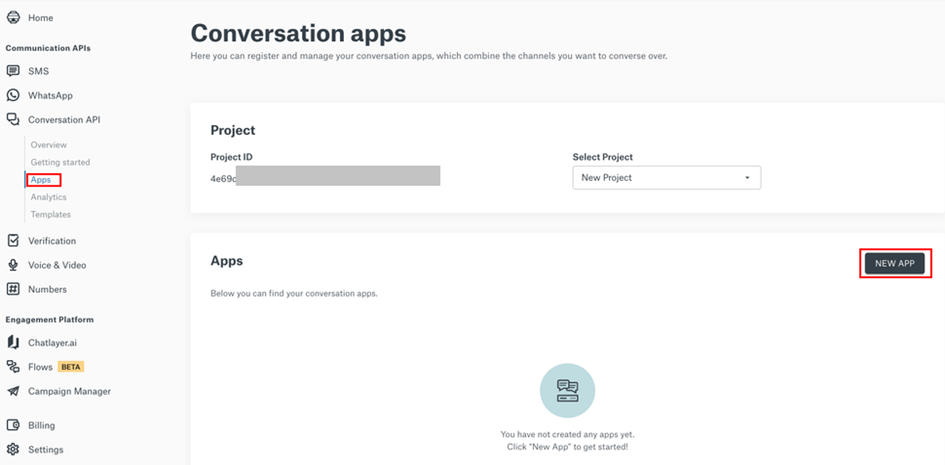 Home
Communication APIs
SMS
WhatsApp
Conversation API
Overview
Getting started
Apps
Analytics
Templates
Verification
Voice & Video
Numbers
Engagement Platform
Chatlayer.ai
Flows BETA
Campaign Manager
Billing
Settings
Conversation apps
Here you can register and manage your conversation apps, which combine the channels you want to converse over.
Project
Project ID
4e69c
Select Project
New Project
Apps
NEW APP
Below you can find your conversation apps.
You have not created any apps yet.
Click "New App" to get started!